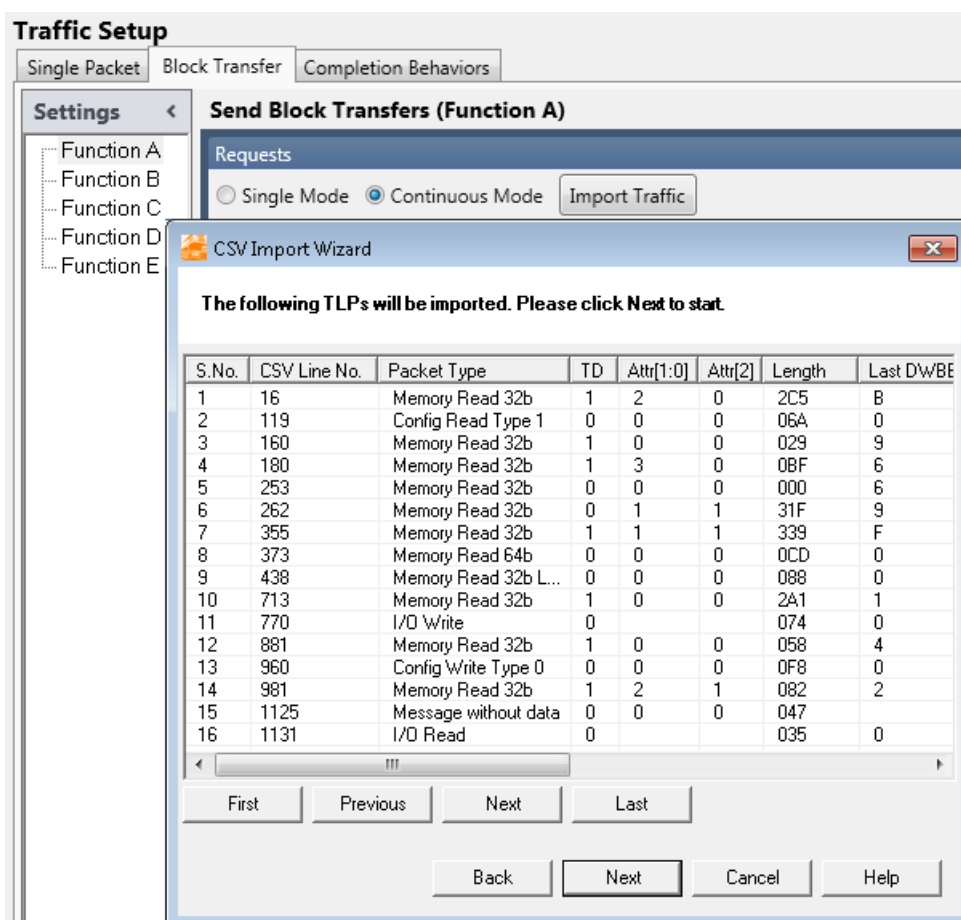 Traffic Setup
Single Packet Block Transfer Completion Behaviors
Settings < Send Block Transfers (Function A)
Function A
Function B
Function C
Function D
Function E
Requests
Single Mode Continuous Mode Import Traffic
CSV Import Wizard
The following TLPs will be imported. Please click Next to start.
S.No. CSV Line No. Packet Type TD Attr[1:0] Attr[2] Length Last DWBE
1 16 Memory Read 32b 1 2 0 2C5 B
2 119 Config Read Type 1 0 0 0 06A 0
3 160 Memory Read 32b 1 0 0 029 9
4 180 Memory Read 32b 1 3 0 0BF 6
5 253 Memory Read 32b 0 0 0 000 6
6 262 Memory Read 32b 0 1 1 31F 9
7 355 Memory Read 32b 1 1 1 339 F
8 373 Memory Read 64b 0 0 0 0CD 0
9 438 Memory Read 32b L... 0 0 0 088 0
10 713 Memory Read 32b 1 0 0 2A1 1
11 770 I/O Write 0 074 0
12 881 Memory Read 32b 1 0 0 058 4
13 960 Config Write Type 0 0 0 0 0F8 0
14 981 Memory Read 32b 1 2 1 082 2
15 1125 Message without data 0 0 0 047
16 1131 I/O Read 0 035 0
First Previous Next Last
Back Next Cancel Help